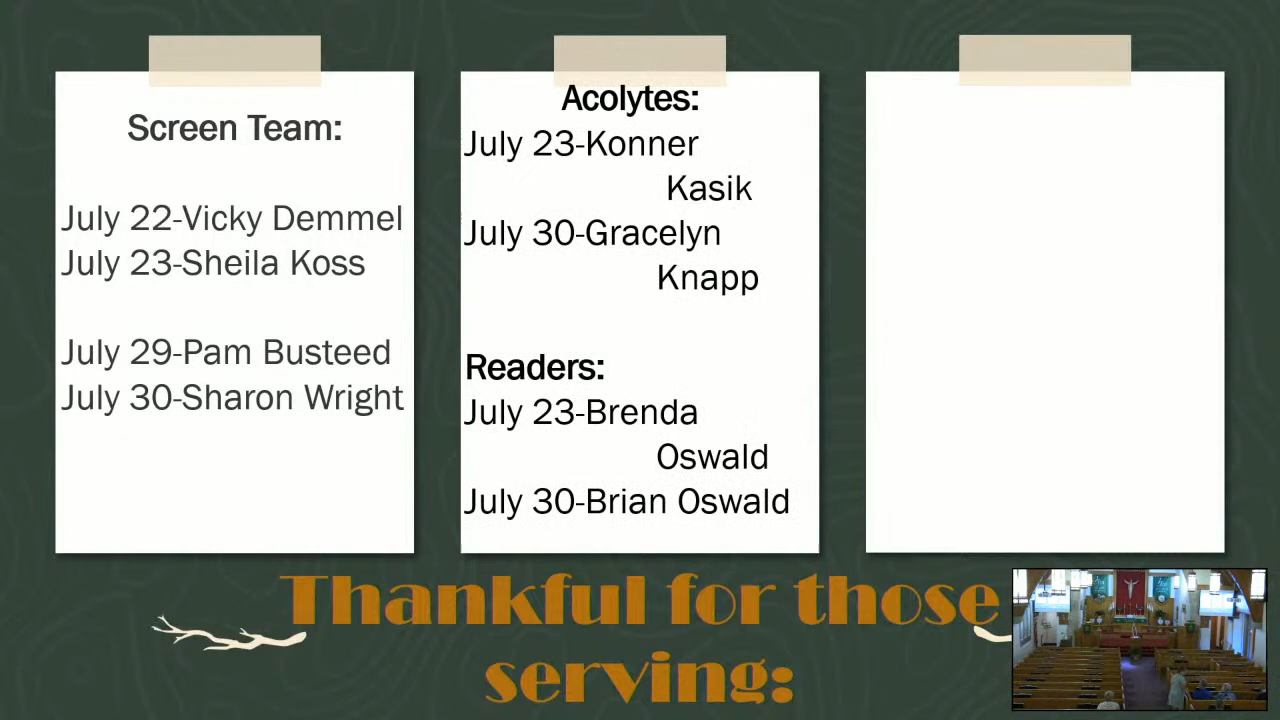 Screen Team:
July 22-Vicky Demmel
July 23-Sheila Koss
July 29-Pam Busteed
July 30-Sharon Wright
Acolytes:
July 23-Konner
Kasik
July 30-Gracelyn
Knapp
Readers:
July 23-Brenda
Oswald
July 30-Brian Oswald
Thankful for those
serving: